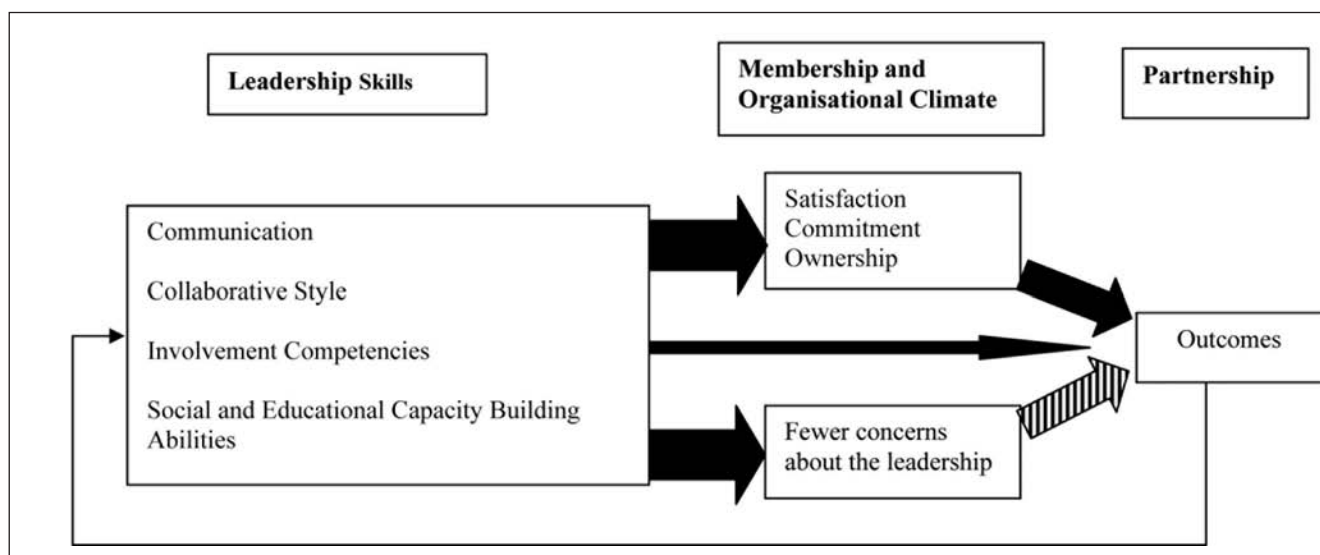 Leadership Skills
Membership and
Organisational Climate
Partnership
Communication
Collaborative Style
Involvement Competencies
Social and Educational Capacity Building
Abilities
Satisfaction
Commitment
Ownership
Fewer concerns
about the leadership
Outcomes